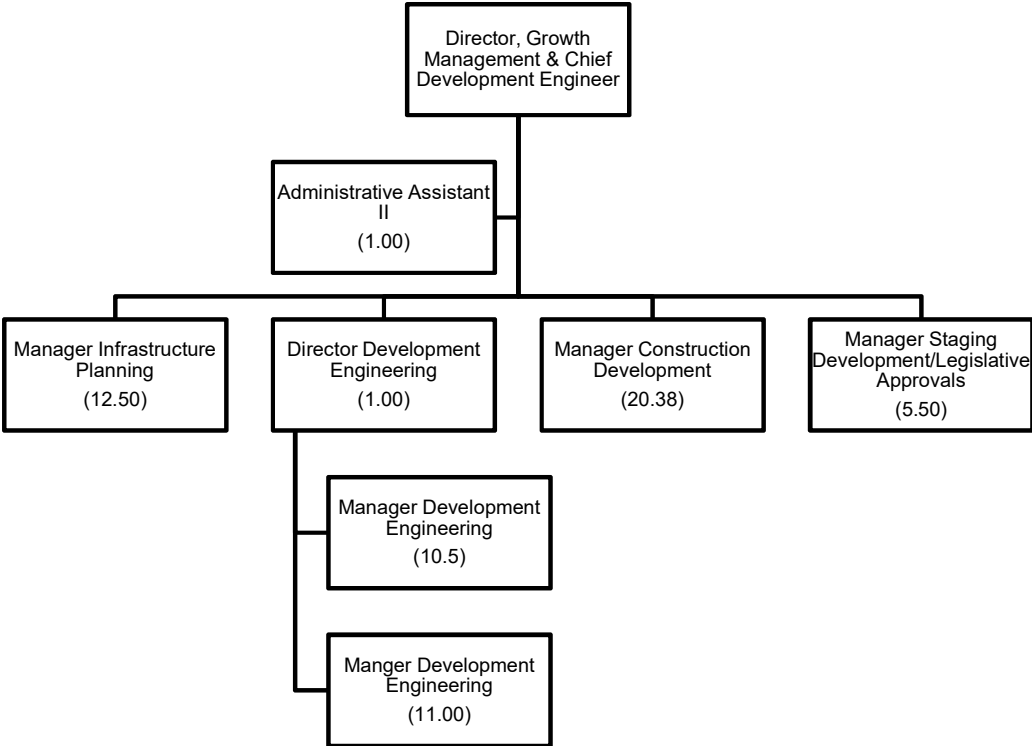 Director, Growth
Management & Chief
Development Engineer
Administrative Assistant
II
(1.00)
Manager Infrastructure
Planning
(12.50)
Director Development
Engineering
(1.00)
Manager Construction
Development
(20.38)
Manager Staging
Development/Legislative
Approvals
(5.50)
Manager Development
Engineering
(10.5)
Manger Development
Engineering
(11.00)